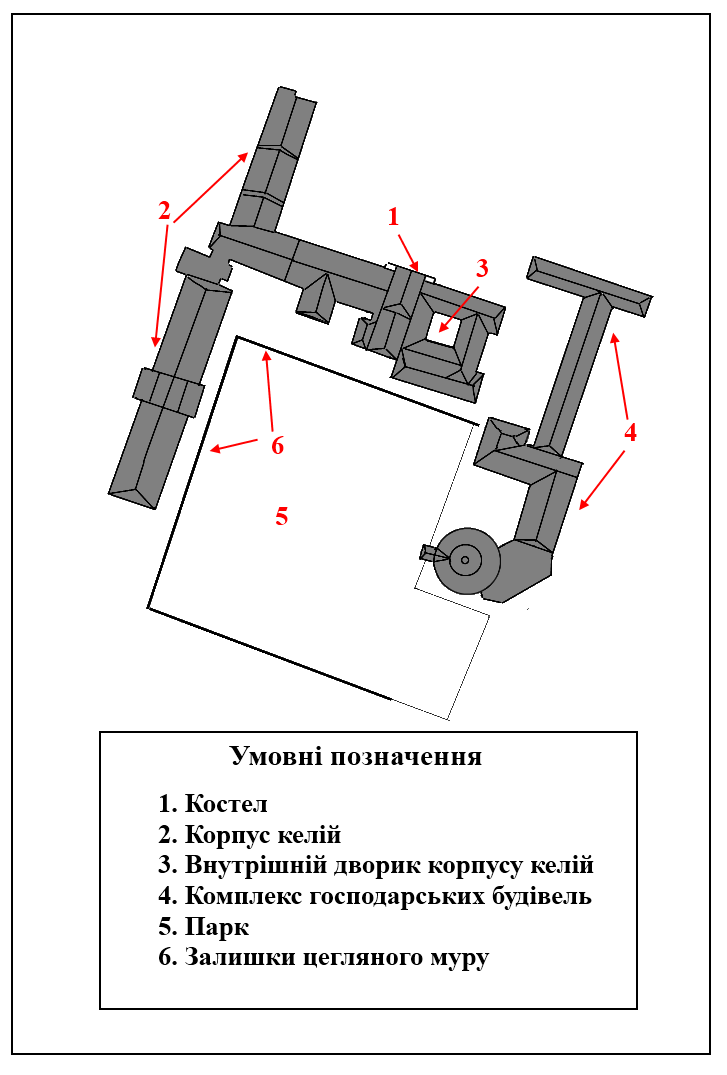 2
1
3
4
6
5
Умовні позначення
1. Костел
2. Корпус келій
3. Внутрішній дворик корпусу келій
4. Комплекс господарських будівель
5. Парк
6. Залишки цегляного муру